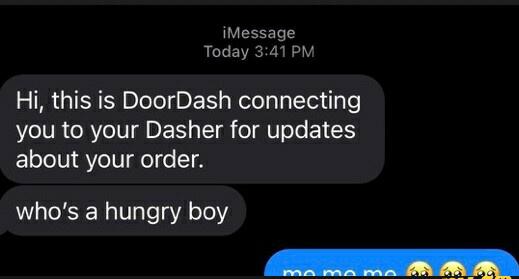 iMessage
Today 3:41 PM
Hi, this is DoorDash connecting
you to your Dasher for updates
about your order.
who's a hungry boy
me me me 🥺🥺🥺